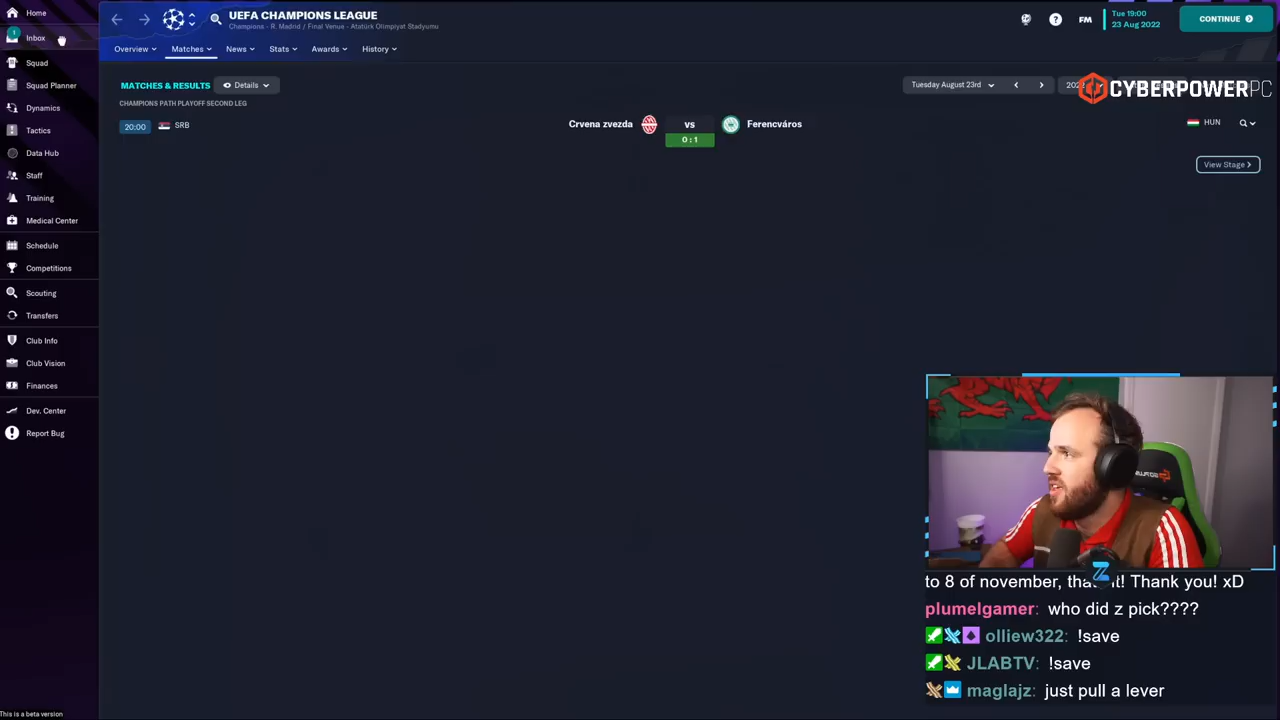 Home
Inbox
1
Squad
Squad Planner
Dynamics
Tactics
Data Hub
Staff
Training
Medical Center
Schedule
Competitions
Scouting
Transfers
Club Info
Club Vision
Finances
Dev. Center
Report Bug
This is a beta version
UEFA CHAMPIONS LEAGUE
Champions - R. Madrid / Final Venue - Atatürk Olimpiyat Stadyumu
FM
Tue 19:00
23 Aug 2022
CONTINUE
Overview
Matches
News
Stats
Awards
History
MATCHES & RESULTS
Details
Tuesday August 23rd
CYBERPOWERPC
CHAMPIONS PATH PLAYOFF SECOND LEG
20:00 SRB Crvena zvezda vs Ferencváros HUN
0 : 1
View Stage
to 8 of november, that it! Thank you! xD
plumelgamer: who did z pick????
olliew322: !save
JLABTV: !save
maglajz: just pull a lever